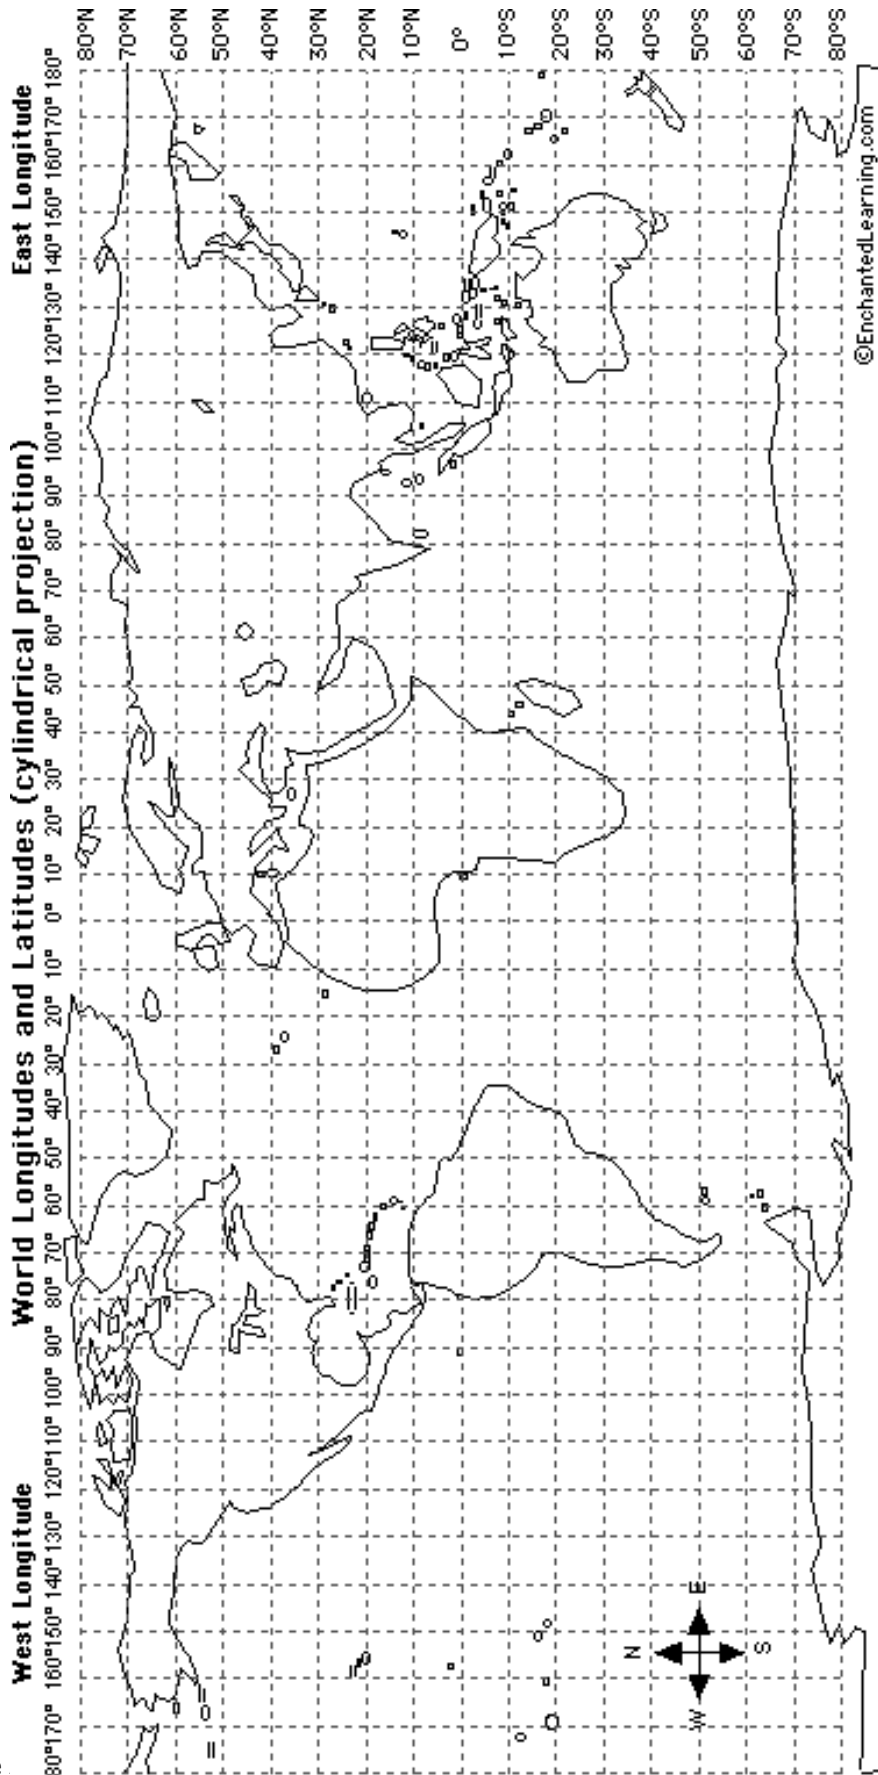 World Longitudes and Latitudes (cylindrical projection)
West Longitude
East Longitude
80°170° 160°150° 140° 130° 120°110° 100° 90° 80° 70° 60° 50° 40° 30° 20° 10° 0° 10° 20° 30° 40° 50° 60° 70° 80° 90° 100° 110° 120°130° 140° 150° 160°170° 180°
80°N
70°N
60°N
50°N
40°N
30°N
20°N
10°N
0°
10°S
20°S
30°S
40°S
50°S
60°S
70°S
80°S
N
W E
S
©EnchantedLearning.com